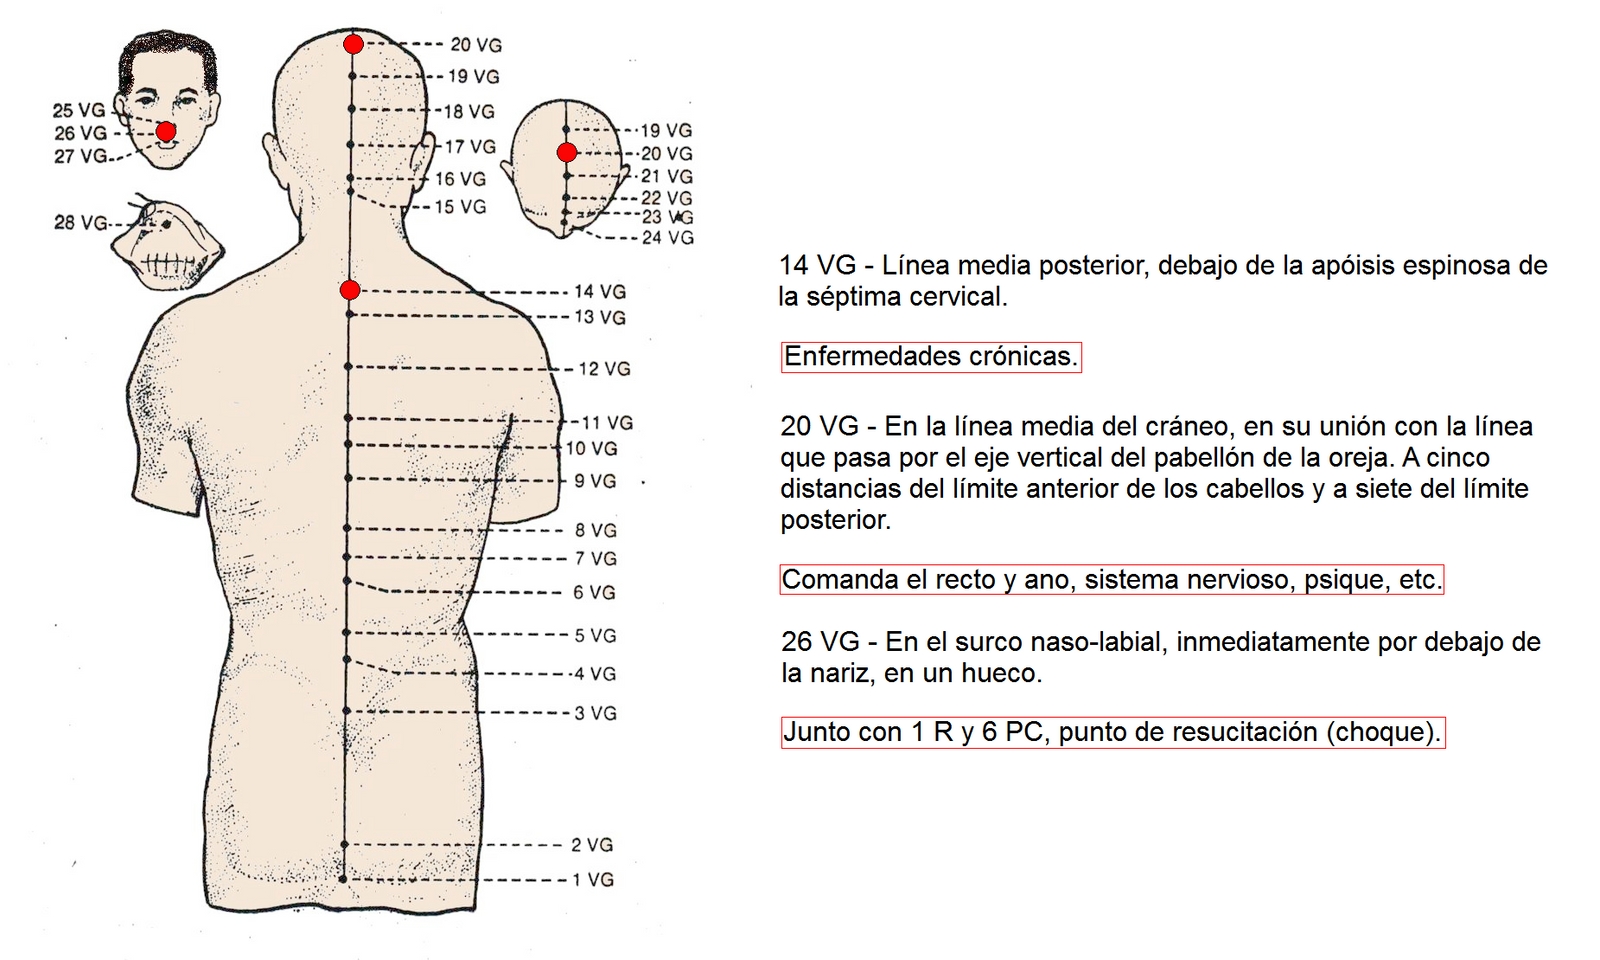 25 VG
26 VG
27 VG
28 VG
20 VG
19 VG
18 VG
17 VG
16 VG
15 VG
19 VG
20 VG
21 VG
22 VG
23 VG
24 VG
14 VG
13 VG
12 VG
11 VG
10 VG
9 VG
8 VG
7 VG
6 VG
5 VG
4 VG
3 VG
2 VG
1 VG
14 VG - Línea media posterior, debajo de la apóisis espinosa de
la séptima cervical.
Enfermedades crónicas.
20 VG - En la línea media del cráneo, en su unión con la línea
que pasa por el eje vertical del pabellón de la oreja. A cinco
distancias del límite anterior de los cabellos y a siete del límite
posterior.
Comanda el recto y ano, sistema nervioso, psique, etc.
26 VG - En el surco naso-labial, inmediatamente por debajo de
la nariz, en un hueco.
Junto con 1 R y 6 PC, punto de resucitación (choque).